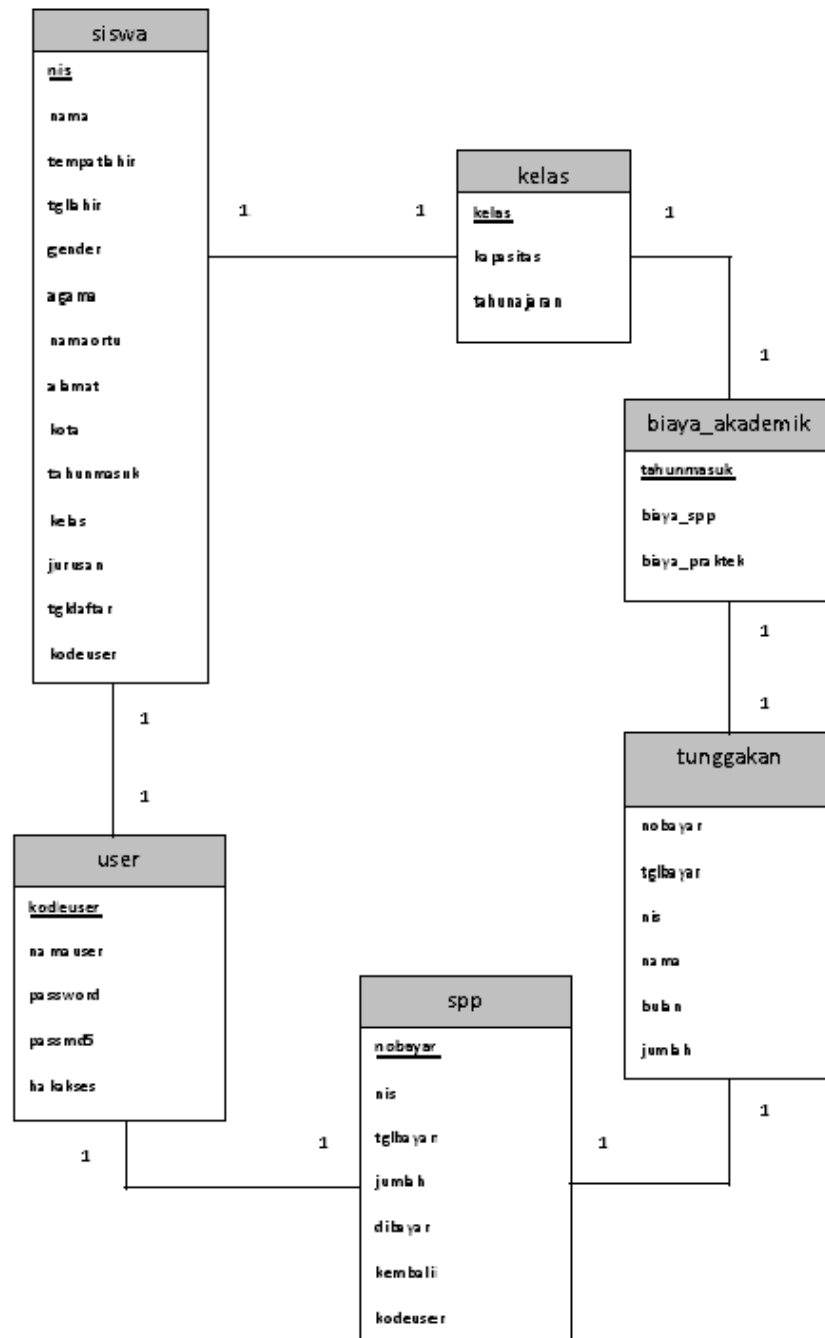 siswa
nis
nama
tempatlahir
tgllahir
gender
agama
namaortu
alamat
kota
tahunmasuk
kelas
jurusan
tgldaftar
kodeuser
1
1
kelas
kelas
kapasitas
tahunajaran
1
1
biaya_akademik
tahunmasuk
biaya_spp
biaya_praktek
1
1
tunggakan
nobayar
tglbayar
nis
nama
bulan
jumlah
1
1
1
user
kodeuser
namauser
password
passmd5
hakakses
1
1
spp
nobayar
nis
tglbayar
jumlah
dibayar
kembalii
kodeuser
1